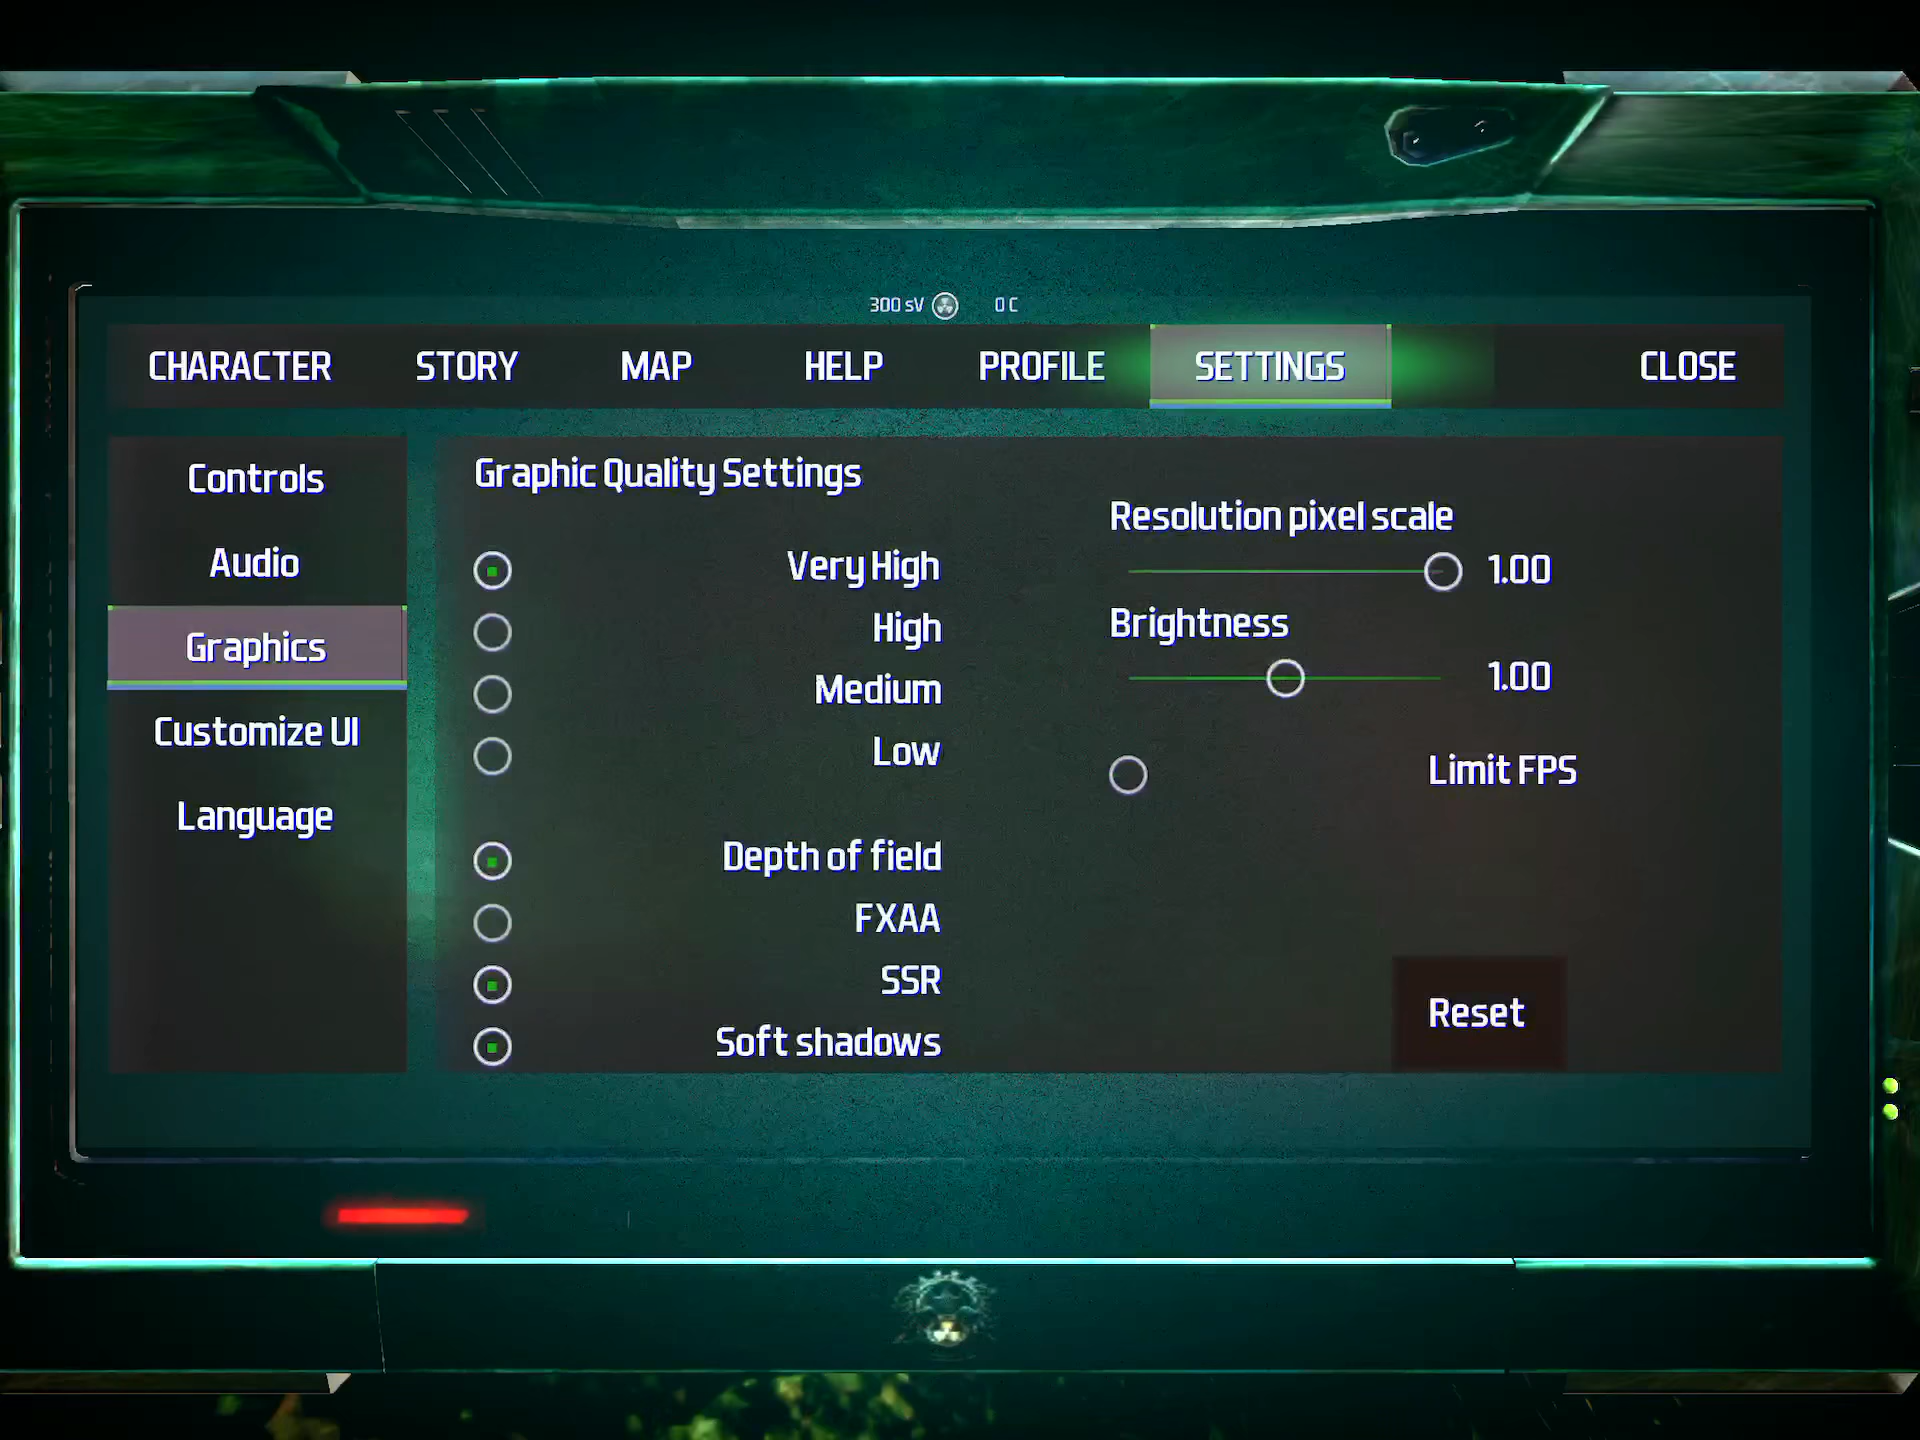 300 sV 0 C
CHARACTER STORY MAP HELP PROFILE SETTINGS CLOSE
Controls
Audio
Graphics
Customize UI
Language
Graphic Quality Settings
Very High
High
Medium
Low
Depth of field
FXAA
SSR
Soft shadows
Resolution pixel scale
1.00
Brightness
1.00
Limit FPS
Reset